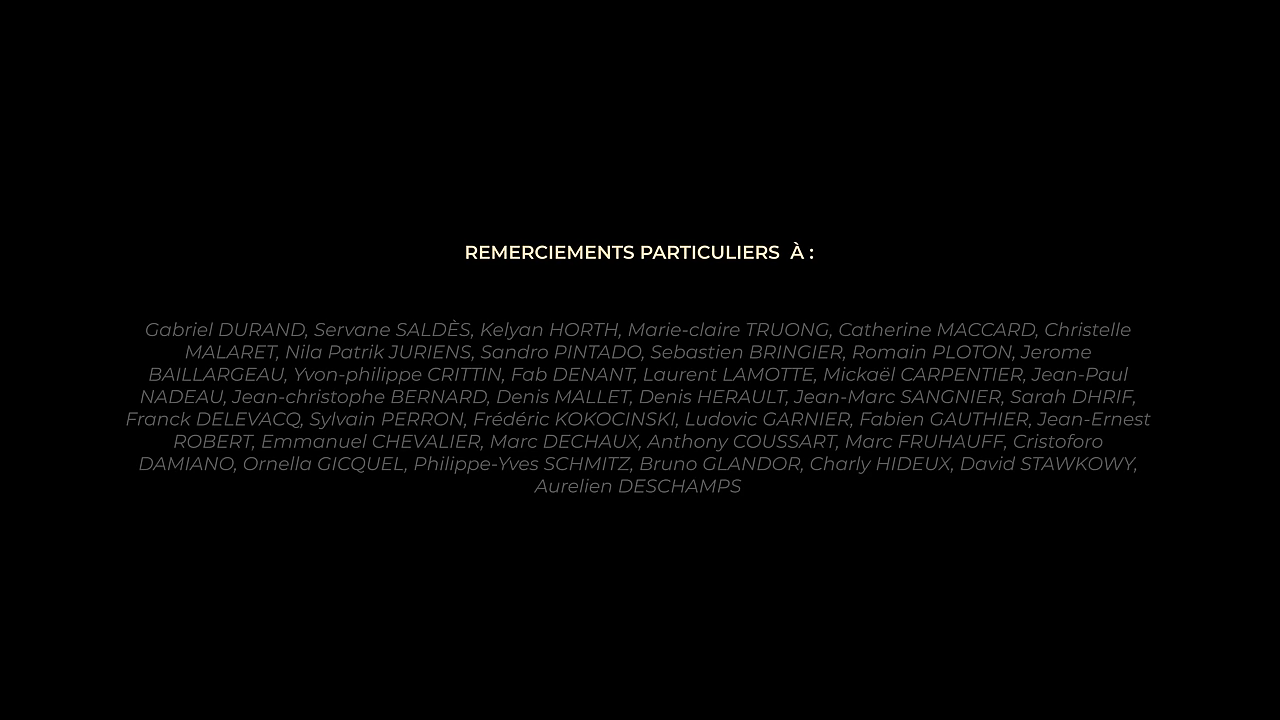 REMERCIEMENTS PARTICULIERS À :
Gabriel DURAND, Servane SALDÈS, Kelyan HORTH, Marie-claire TRUONG, Catherine MACCARD, Christelle
MALARET, Nila Patrik JURIENS, Sandro PINTADO, Sebastien BRINGIER, Romain PLOTON, Jerome
BAILLARGEAU, Yvon-philippe CRITTIN, Fab DENANT, Laurent LAMOTTE, Mickaël CARPENTIER, Jean-Paul
NADEAU, Jean-christophe BERNARD, Denis MALLET, Denis HERAULT, Jean-Marc SANGNIER, Sarah DHRIF,
Franck DELEVACQ, Sylvain PERRON, Frédéric KOKOCINSKI, Ludovic GARNIER, Fabien GAUTHIER, Jean-Ernest
ROBERT, Emmanuel CHEVALIER, Marc DECHAUX, Anthony COUSSART, Marc FRUHAUFF, Cristoforo
DAMIANO, Ornella GICQUEL, Philippe-Yves SCHMITZ, Bruno GLANDOR, Charly HIDEUX, David STAWKOWY,
Aurelien DESCHAMPS